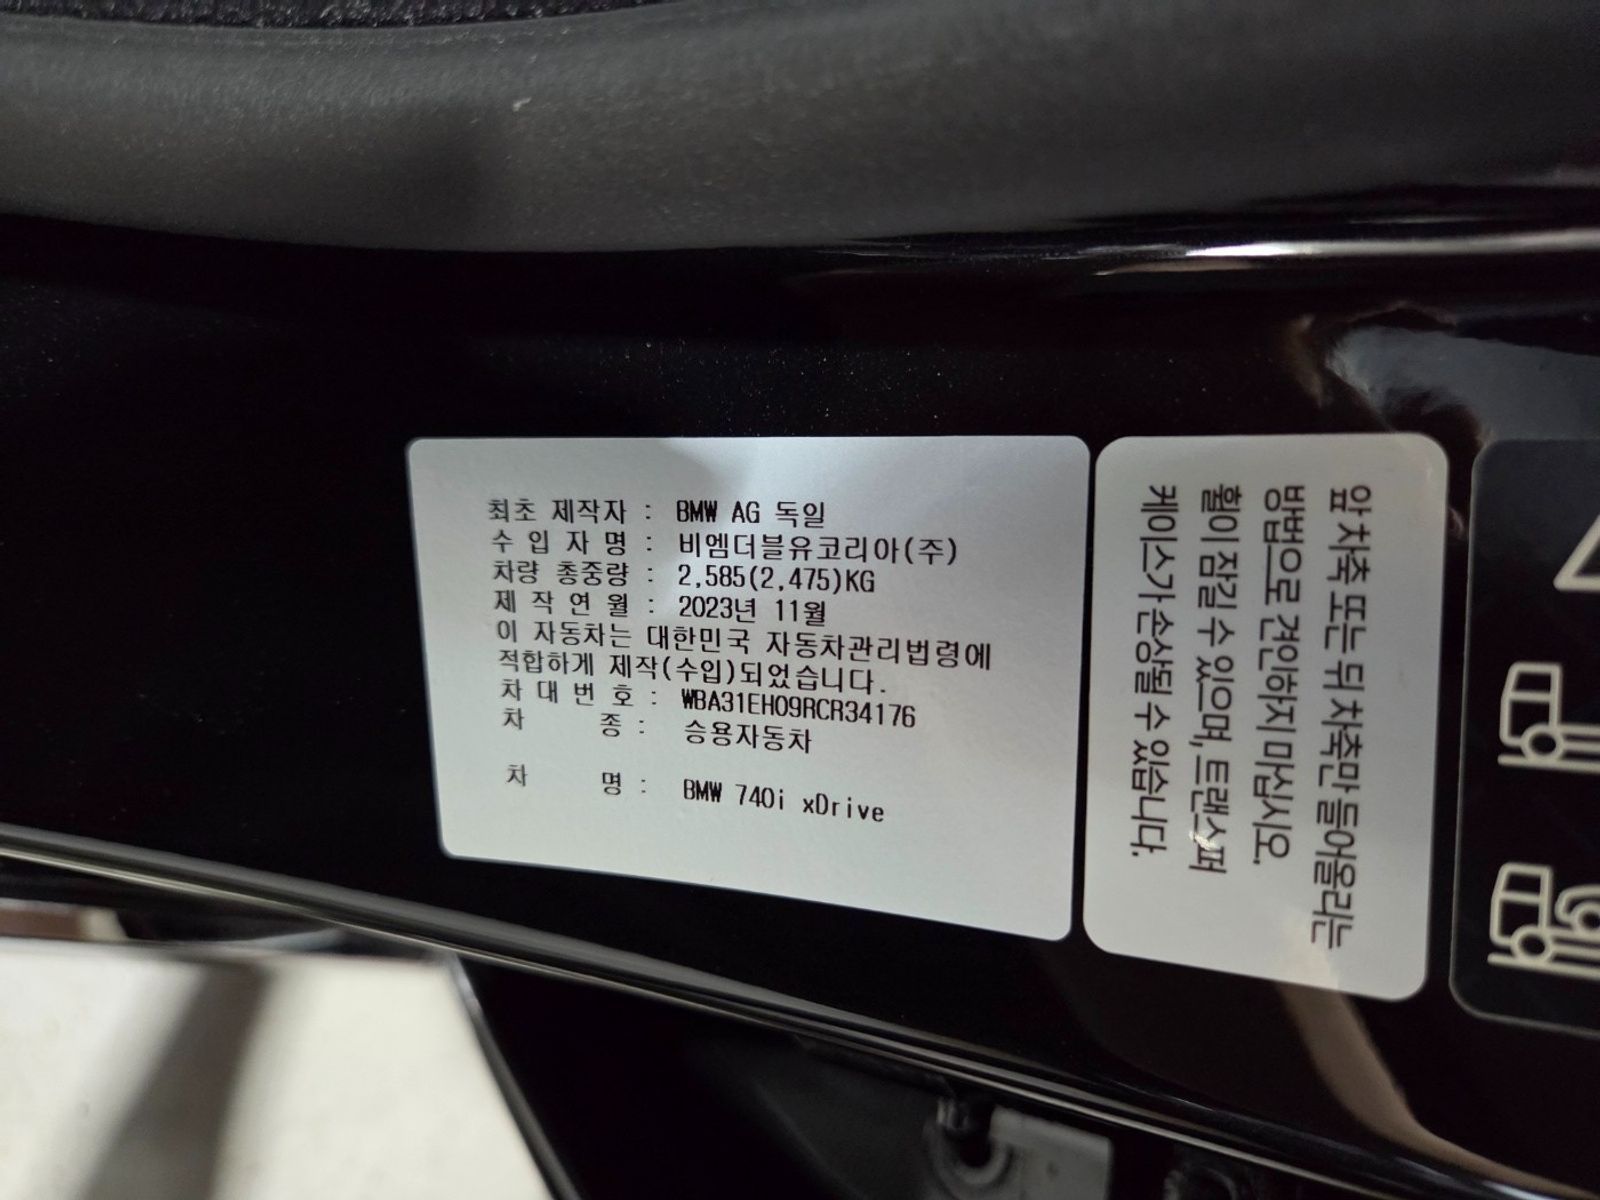 최초 제작자 : BMW AG 독일
수 입 자 명 : 비엠더블유코리아(주)
차량 총중량 : 2,585(2,475)KG
제 작 연 월 : 2023년 11월
이 자동차는 대한민국 자동차관리법령에
적합하게 제작(수입)되었습니다.
차 대 번 호 : WBA31EH09RCR34176
차 종 : 승용자동차
차 명 : BMW 740i xDrive
앞 차축 또는 뒤 차축만 들어올리는
방법으로 견인하지 마십시오.
휠이 잠길 수 있으며, 트랜스퍼
케이스가 손상될 수 있습니다.